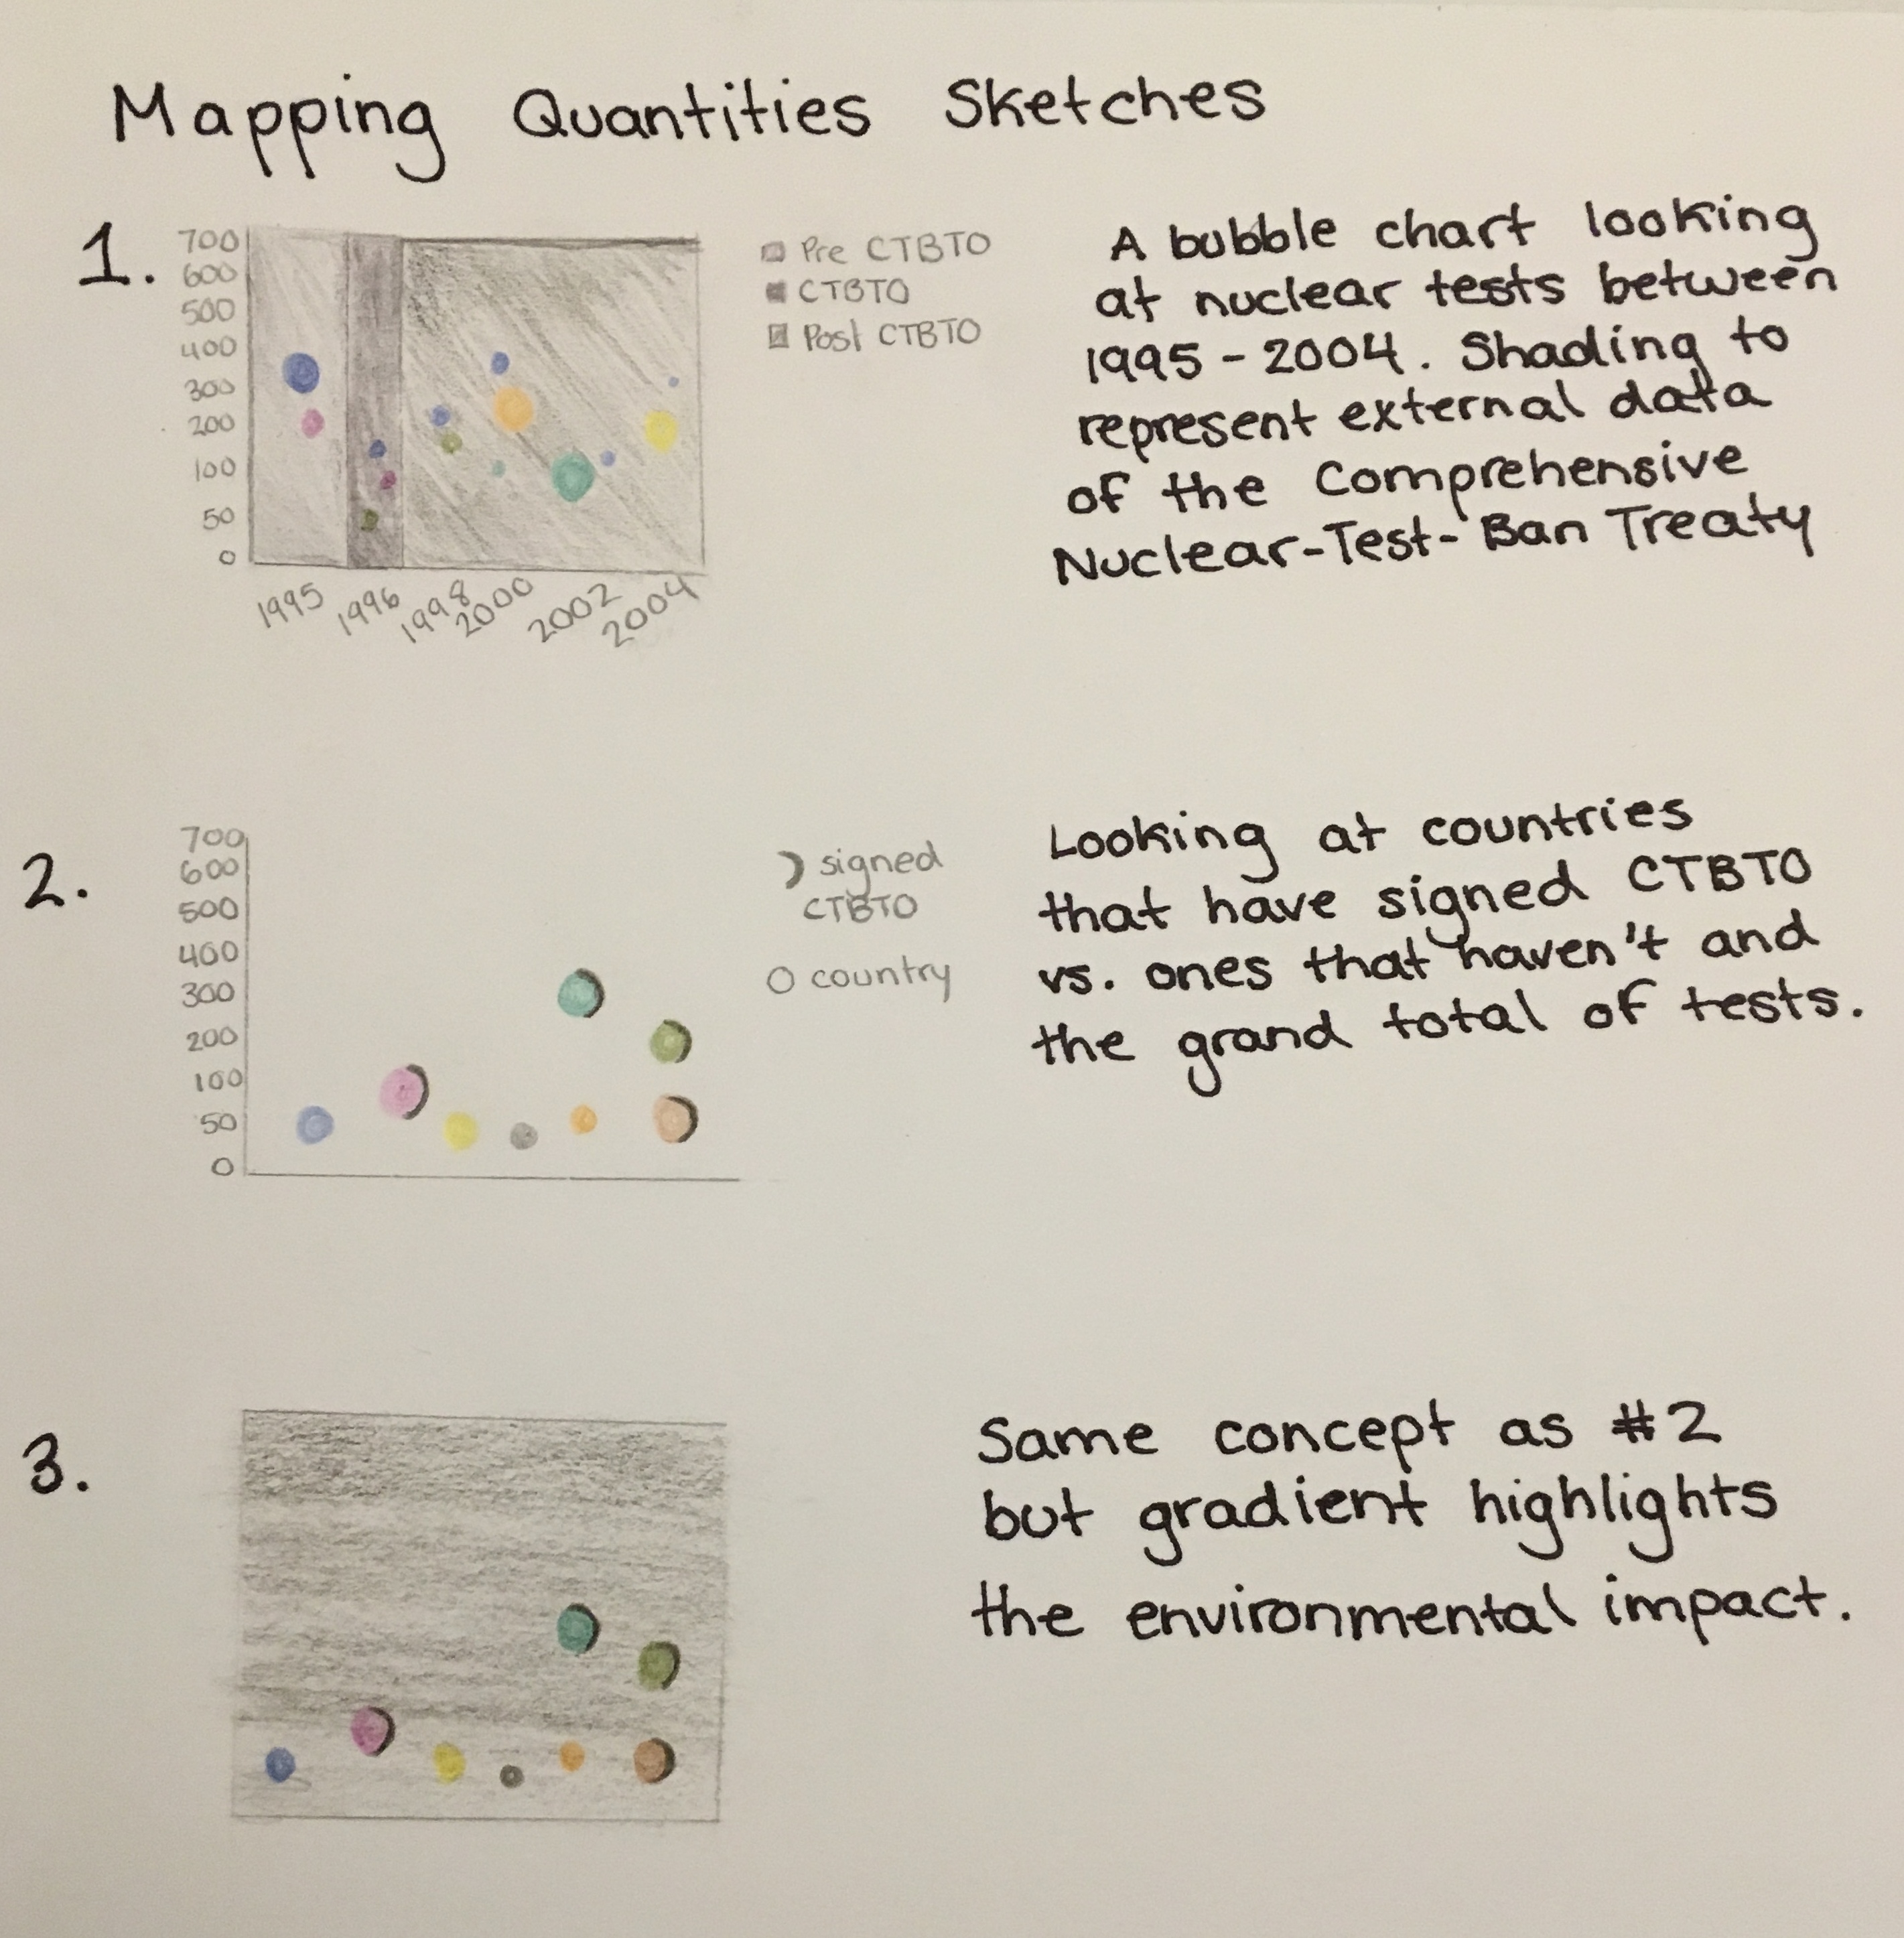 Mapping Quantities Sketches
1.
700
600
500
400
300
200
100
50
0
1995 1996 1998 2000 2002 2004
Pre CTBTO
CTBTO
Post CTBTO
A bubble chart looking
at nuclear tests between
1995 - 2004. Shading to
represent external data
of the Comprehensive
Nuclear-Test-Ban Treaty
2.
700
600
500
400
300
200
100
50
0
signed
CTBTO
country
Looking at countries
that have signed CTBTO
vs. ones that haven't and
the grand total of tests.
3.
Same concept as #2
but gradient highlights
the environmental impact.